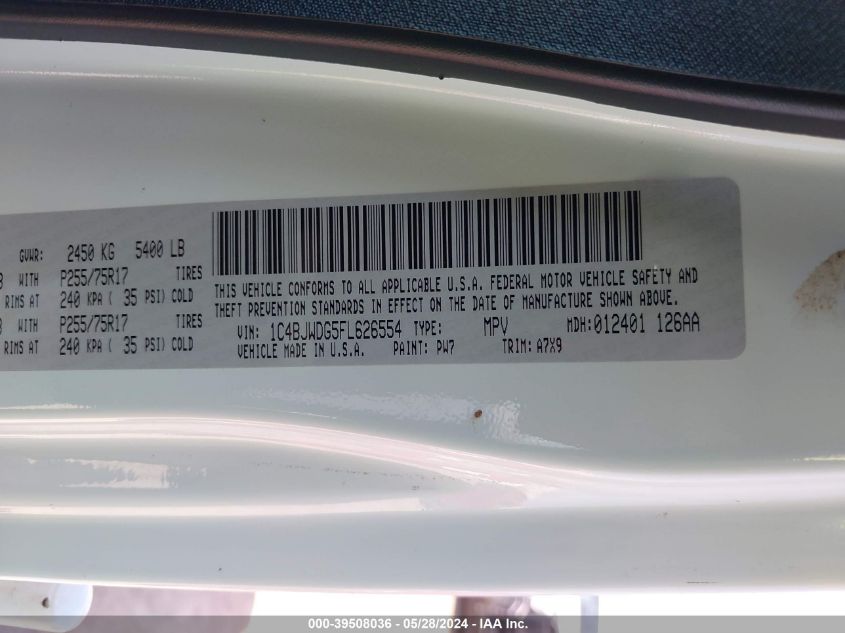 GVWR: 2450 KG 5400 LB
WITH P255/75R17 TIRES
RIMS AT 240 KPA ( 35 PSI) COLD
WITH P255/75R17 TIRES
RIMS AT 240 KPA ( 35 PSI) COLD
THIS VEHICLE CONFORMS TO ALL APPLICABLE U.S.A. FEDERAL MOTOR VEHICLE SAFETY AND
THEFT PREVENTION STANDARDS IN EFFECT ON THE DATE OF MANUFACTURE SHOWN ABOVE.
VIN: 1C4BJWDG5FL626554 TYPE: MPV MDH:012401 126AA
VEHICLE MADE IN U.S.A. PAINT: PW7 TRIM: A7X9
000-39508036 - 05/28/2024 - IAA Inc.